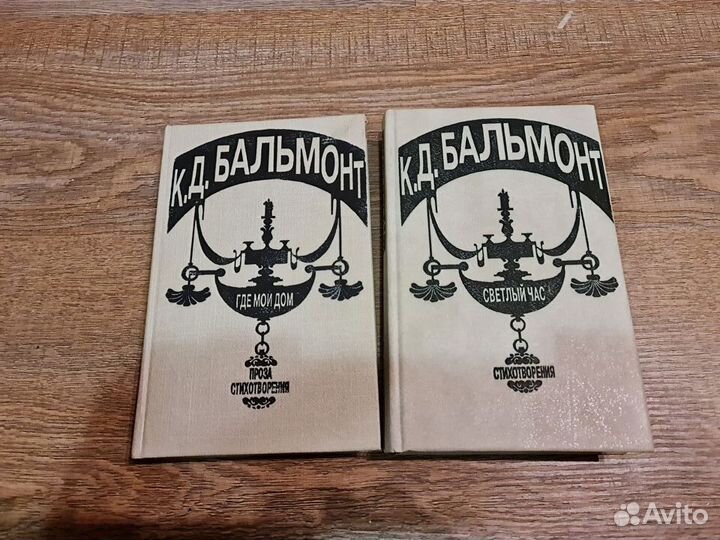 К.Д. БАЛЬМОНТ
ГДЕ МОЙ ДОМ
ПРОЗА
СТИХОТВОРЕНИЯ
К.Д. БАЛЬМОНТ
СВЕТЛЫЙ ЧАС
СТИХОТВОРЕНИЯ
Avito